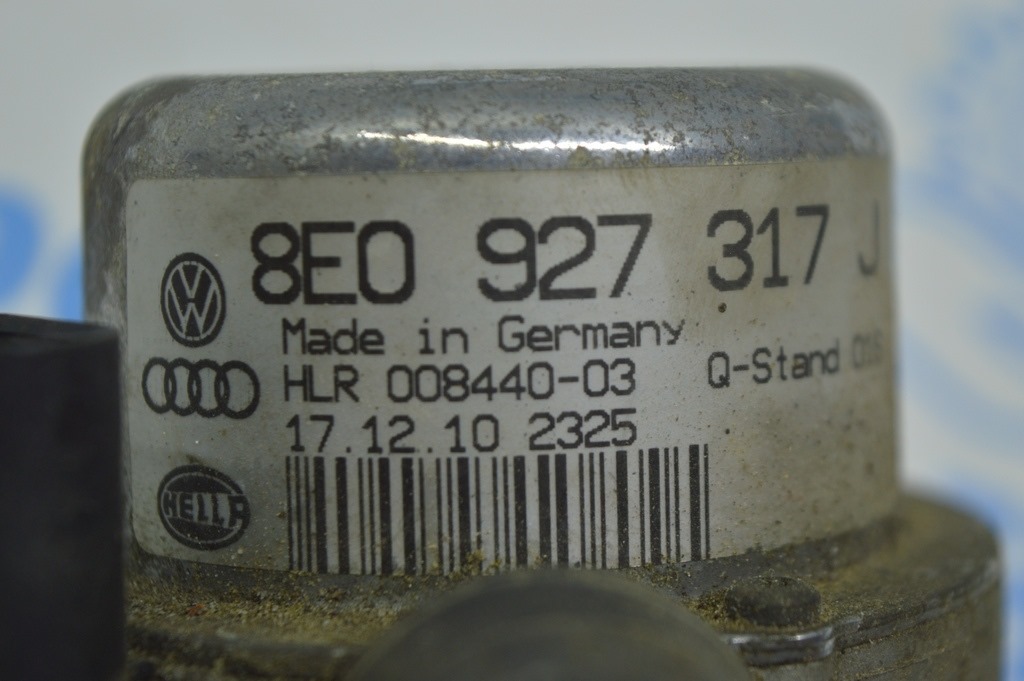 8E0 927 317 J
Made in Germany
HLR 008440-03
Q-Stand
17.12.10 2325
HELLA